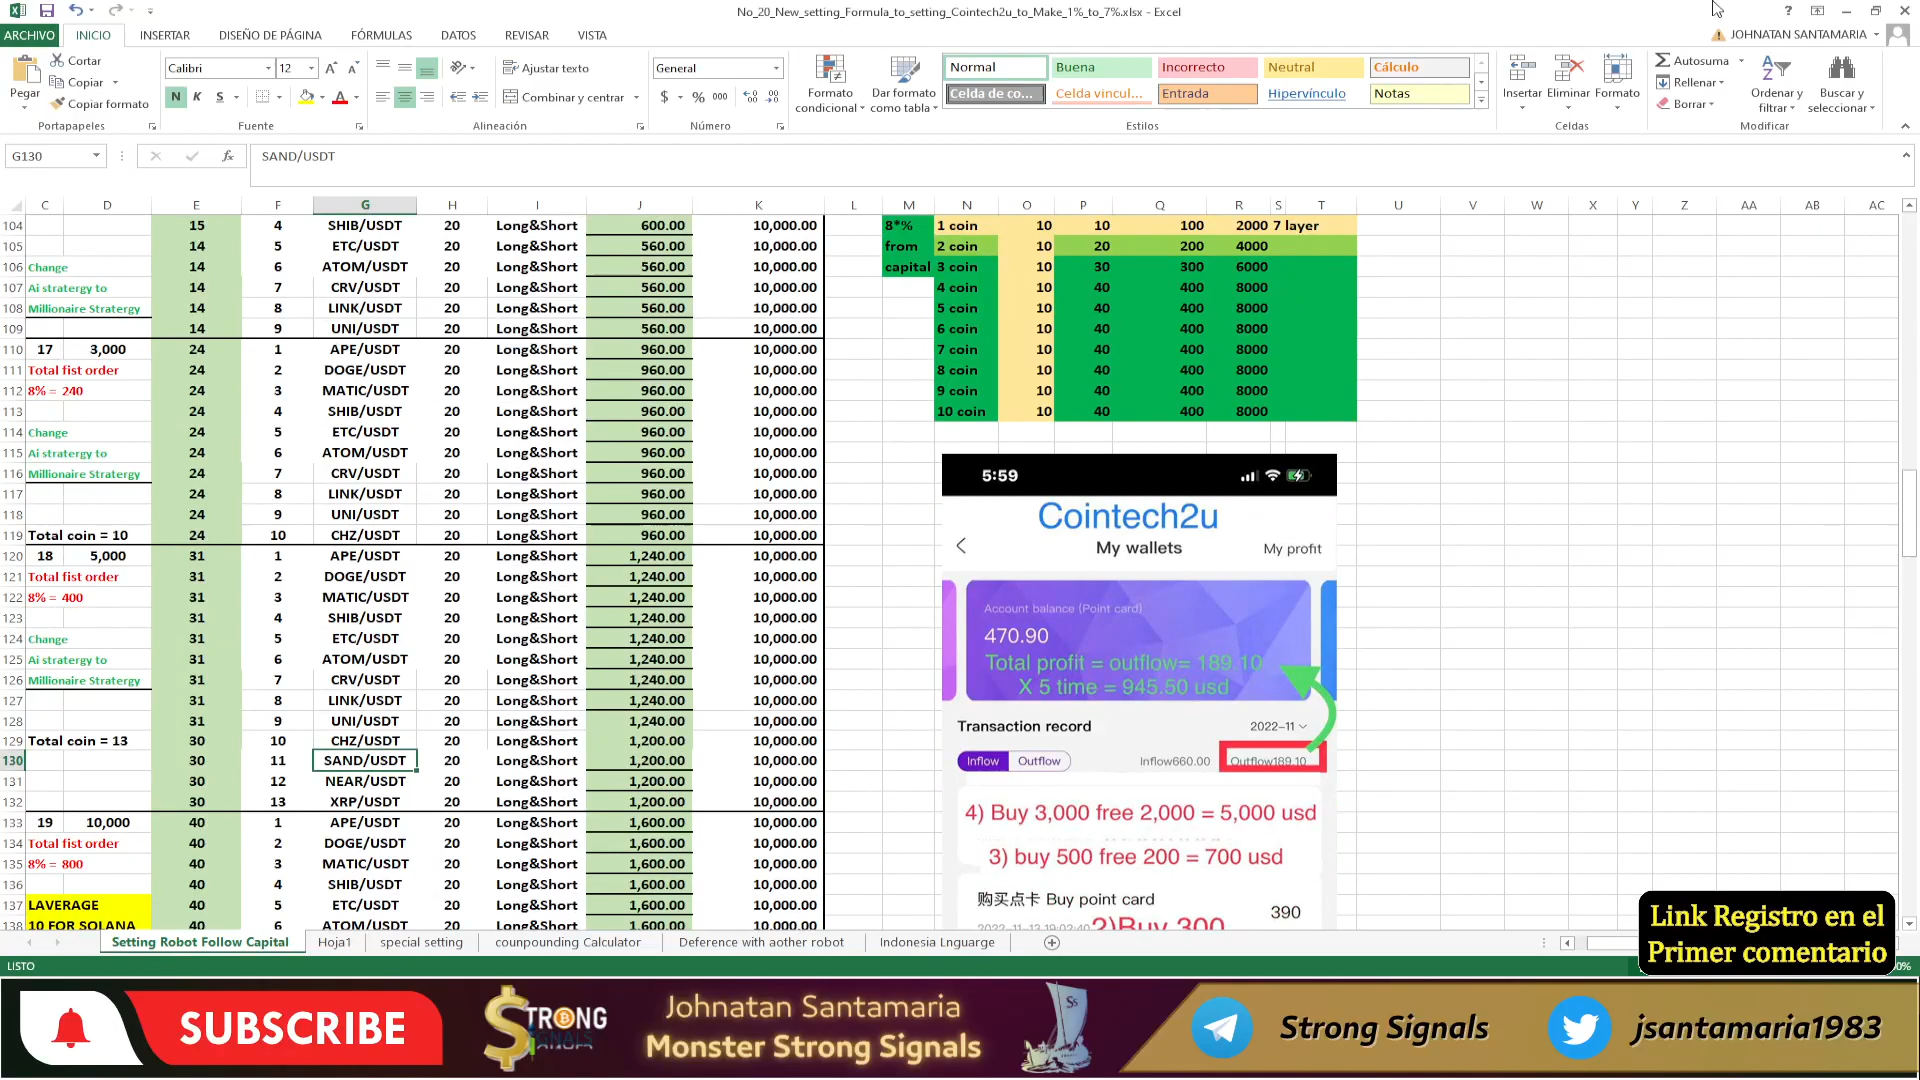 No_20_New_setting_Formula_to_setting_Cointech2u_to_Make_1%_to_7%.xlsx - Excel
ARCHIVO INICIO INSERTAR DISEÑO DE PÁGINA FÓRMULAS DATOS REVISAR VISTA JOHNATAN SANTAMARIA
Pegar Cortar Copiar Copiar formato Portapapeles
Calibri 12 N K S Fuente
Ajustar texto Combinar y centrar Alineación
General $ % 000 Número
Formato condicional Dar formato como tabla
Normal Buena Incorrecto Neutral Cálculo
Celda de co... Celda vincul... Entrada Hipervínculo Notas
Estilos
Insertar Eliminar Formato Celdas
Autosuma Rellenar Borrar Ordenar y filtrar Buscar y seleccionar Modificar
G130 fx SAND/USDT
C D E F G H I J K L M N O P Q R S T U V W X Y Z AA AB AC
104 15 4 SHIB/USDT 20 Long&Short 600.00 10,000.00 8*% 1 coin 10 10 100 2000 7 layer
105 14 5 ETC/USDT 20 Long&Short 560.00 10,000.00 from 2 coin 10 20 200 4000
106 Change 14 6 ATOM/USDT 20 Long&Short 560.00 10,000.00 capital 3 coin 10 30 300 6000
107 Ai stratergy to 14 7 CRV/USDT 20 Long&Short 560.00 10,000.00 4 coin 10 40 400 8000
108 Millionaire Stratergy 14 8 LINK/USDT 20 Long&Short 560.00 10,000.00 5 coin 10 40 400 8000
109 14 9 UNI/USDT 20 Long&Short 560.00 10,000.00 6 coin 10 40 400 8000
110 17 3,000 24 1 APE/USDT 20 Long&Short 960.00 10,000.00 7 coin 10 40 400 8000
111 Total fist order 24 2 DOGE/USDT 20 Long&Short 960.00 10,000.00 8 coin 10 40 400 8000
112 8% = 240 24 3 MATIC/USDT 20 Long&Short 960.00 10,000.00 9 coin 10 40 400 8000
113 24 4 SHIB/USDT 20 Long&Short 960.00 10,000.00 10 coin 10 40 400 8000
114 Change 24 5 ETC/USDT 20 Long&Short 960.00 10,000.00
115 Ai stratergy to 24 6 ATOM/USDT 20 Long&Short 960.00 10,000.00
116 Millionaire Stratergy 24 7 CRV/USDT 20 Long&Short 960.00 10,000.00
117 24 8 LINK/USDT 20 Long&Short 960.00 10,000.00
118 24 9 UNI/USDT 20 Long&Short 960.00 10,000.00
119 Total coin = 10 24 10 CHZ/USDT 20 Long&Short 960.00 10,000.00
120 18 5,000 31 1 APE/USDT 20 Long&Short 1,240.00 10,000.00
121 Total fist order 31 2 DOGE/USDT 20 Long&Short 1,240.00 10,000.00
122 8% = 400 31 3 MATIC/USDT 20 Long&Short 1,240.00 10,000.00
123 31 4 SHIB/USDT 20 Long&Short 1,240.00 10,000.00
124 Change 31 5 ETC/USDT 20 Long&Short 1,240.00 10,000.00
125 Ai stratergy to 31 6 ATOM/USDT 20 Long&Short 1,240.00 10,000.00
126 Millionaire Stratergy 31 7 CRV/USDT 20 Long&Short 1,240.00 10,000.00
127 31 8 LINK/USDT 20 Long&Short 1,240.00 10,000.00
128 31 9 UNI/USDT 20 Long&Short 1,240.00 10,000.00
129 Total coin = 13 30 10 CHZ/USDT 20 Long&Short 1,200.00 10,000.00
130 30 11 SAND/USDT 20 Long&Short 1,200.00 10,000.00
131 30 12 NEAR/USDT 20 Long&Short 1,200.00 10,000.00
132 30 13 XRP/USDT 20 Long&Short 1,200.00 10,000.00
133 19 10,000 40 1 APE/USDT 20 Long&Short 1,600.00 10,000.00
134 Total fist order 40 2 DOGE/USDT 20 Long&Short 1,600.00 10,000.00
135 8% = 800 40 3 MATIC/USDT 20 Long&Short 1,600.00 10,000.00
136 40 4 SHIB/USDT 20 Long&Short 1,600.00 10,000.00
137 LAVERAGE 40 5 ETC/USDT 20 Long&Short 1,600.00 10,000.00
138 10 FOR SOLANA 40 6 ATOM/USDT 20 Long&Short 1,600.00 10,000.00
5:59
Cointech2u
My wallets My profit
Account balance (Point card)
470.90
Total profit = outflow= 189.10
X 5 time = 945.50 usd
Transaction record 2022-11
Inflow Outflow Inflow660.00 Outflow189.10
4) Buy 3,000 free 2,000 = 5,000 usd
3) buy 500 free 200 = 700 usd
购买点卡 Buy point card
390
2022-11-13 19:02:40 2)Buy 300
Setting Robot Follow Capital Hoja1 special setting counpounding Calculator Deference with aother robot Indonesia Lnguarge
LISTO
Link Registro en el
Primer comentario
SUBSCRIBE
STRONG
SIGNALS
Johnatan Santamaria
Monster Strong Signals
Ss
Strong Signals
jsantamaria1983